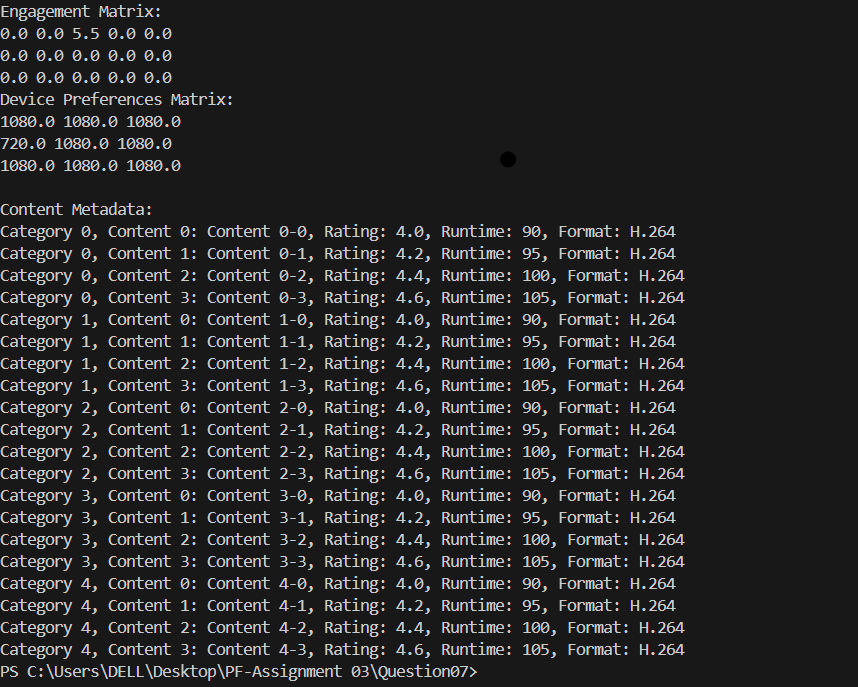 Engagement Matrix:
0.0 0.0 5.5 0.0 0.0
0.0 0.0 0.0 0.0 0.0
0.0 0.0 0.0 0.0 0.0
Device Preferences Matrix:
1080.0 1080.0 1080.0
720.0 1080.0 1080.0
1080.0 1080.0 1080.0
Content Metadata:
Category 0, Content 0: Content 0-0, Rating: 4.0, Runtime: 90, Format: H.264
Category 0, Content 1: Content 0-1, Rating: 4.2, Runtime: 95, Format: H.264
Category 0, Content 2: Content 0-2, Rating: 4.4, Runtime: 100, Format: H.264
Category 0, Content 3: Content 0-3, Rating: 4.6, Runtime: 105, Format: H.264
Category 1, Content 0: Content 1-0, Rating: 4.0, Runtime: 90, Format: H.264
Category 1, Content 1: Content 1-1, Rating: 4.2, Runtime: 95, Format: H.264
Category 1, Content 2: Content 1-2, Rating: 4.4, Runtime: 100, Format: H.264
Category 1, Content 3: Content 1-3, Rating: 4.6, Runtime: 105, Format: H.264
Category 2, Content 0: Content 2-0, Rating: 4.0, Runtime: 90, Format: H.264
Category 2, Content 1: Content 2-1, Rating: 4.2, Runtime: 95, Format: H.264
Category 2, Content 2: Content 2-2, Rating: 4.4, Runtime: 100, Format: H.264
Category 2, Content 3: Content 2-3, Rating: 4.6, Runtime: 105, Format: H.264
Category 3, Content 0: Content 3-0, Rating: 4.0, Runtime: 90, Format: H.264
Category 3, Content 1: Content 3-1, Rating: 4.2, Runtime: 95, Format: H.264
Category 3, Content 2: Content 3-2, Rating: 4.4, Runtime: 100, Format: H.264
Category 3, Content 3: Content 3-3, Rating: 4.6, Runtime: 105, Format: H.264
Category 4, Content 0: Content 4-0, Rating: 4.0, Runtime: 90, Format: H.264
Category 4, Content 1: Content 4-1, Rating: 4.2, Runtime: 95, Format: H.264
Category 4, Content 2: Content 4-2, Rating: 4.4, Runtime: 100, Format: H.264
Category 4, Content 3: Content 4-3, Rating: 4.6, Runtime: 105, Format: H.264
PS C:\Users\DELL\Desktop\PF-Assignment 03\Question07>